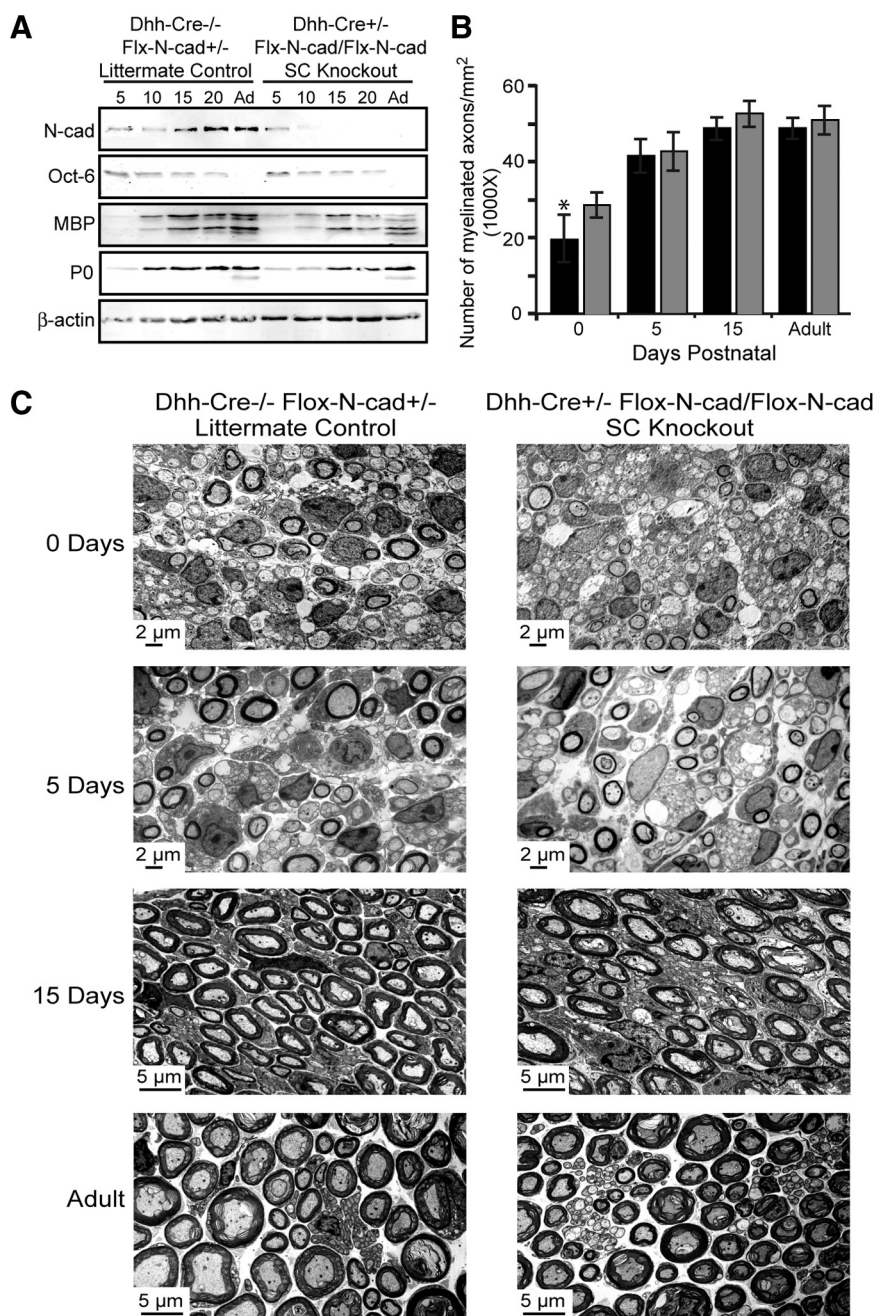 A
Dhh-Cre-/-
Flx-N-cad+/-
Littermate Control
Dhh-Cre+/-
Flx-N-cad/Flx-N-cad
SC Knockout
5 10 15 20 Ad 5 10 15 20 Ad
N-cad
Oct-6
MBP
P0
β-actin
B
Number of myelinated axons/mm²
(1000X)
60
40
20
0
*
0 5 15 Adult
Days Postnatal
C
Dhh-Cre-/- Flox-N-cad+/-
Littermate Control
Dhh-Cre+/- Flox-N-cad/Flox-N-cad
SC Knockout
0 Days
2 µm
2 µm
5 Days
2 µm
2 µm
15 Days
5 µm
5 µm
Adult
5 µm
5 µm